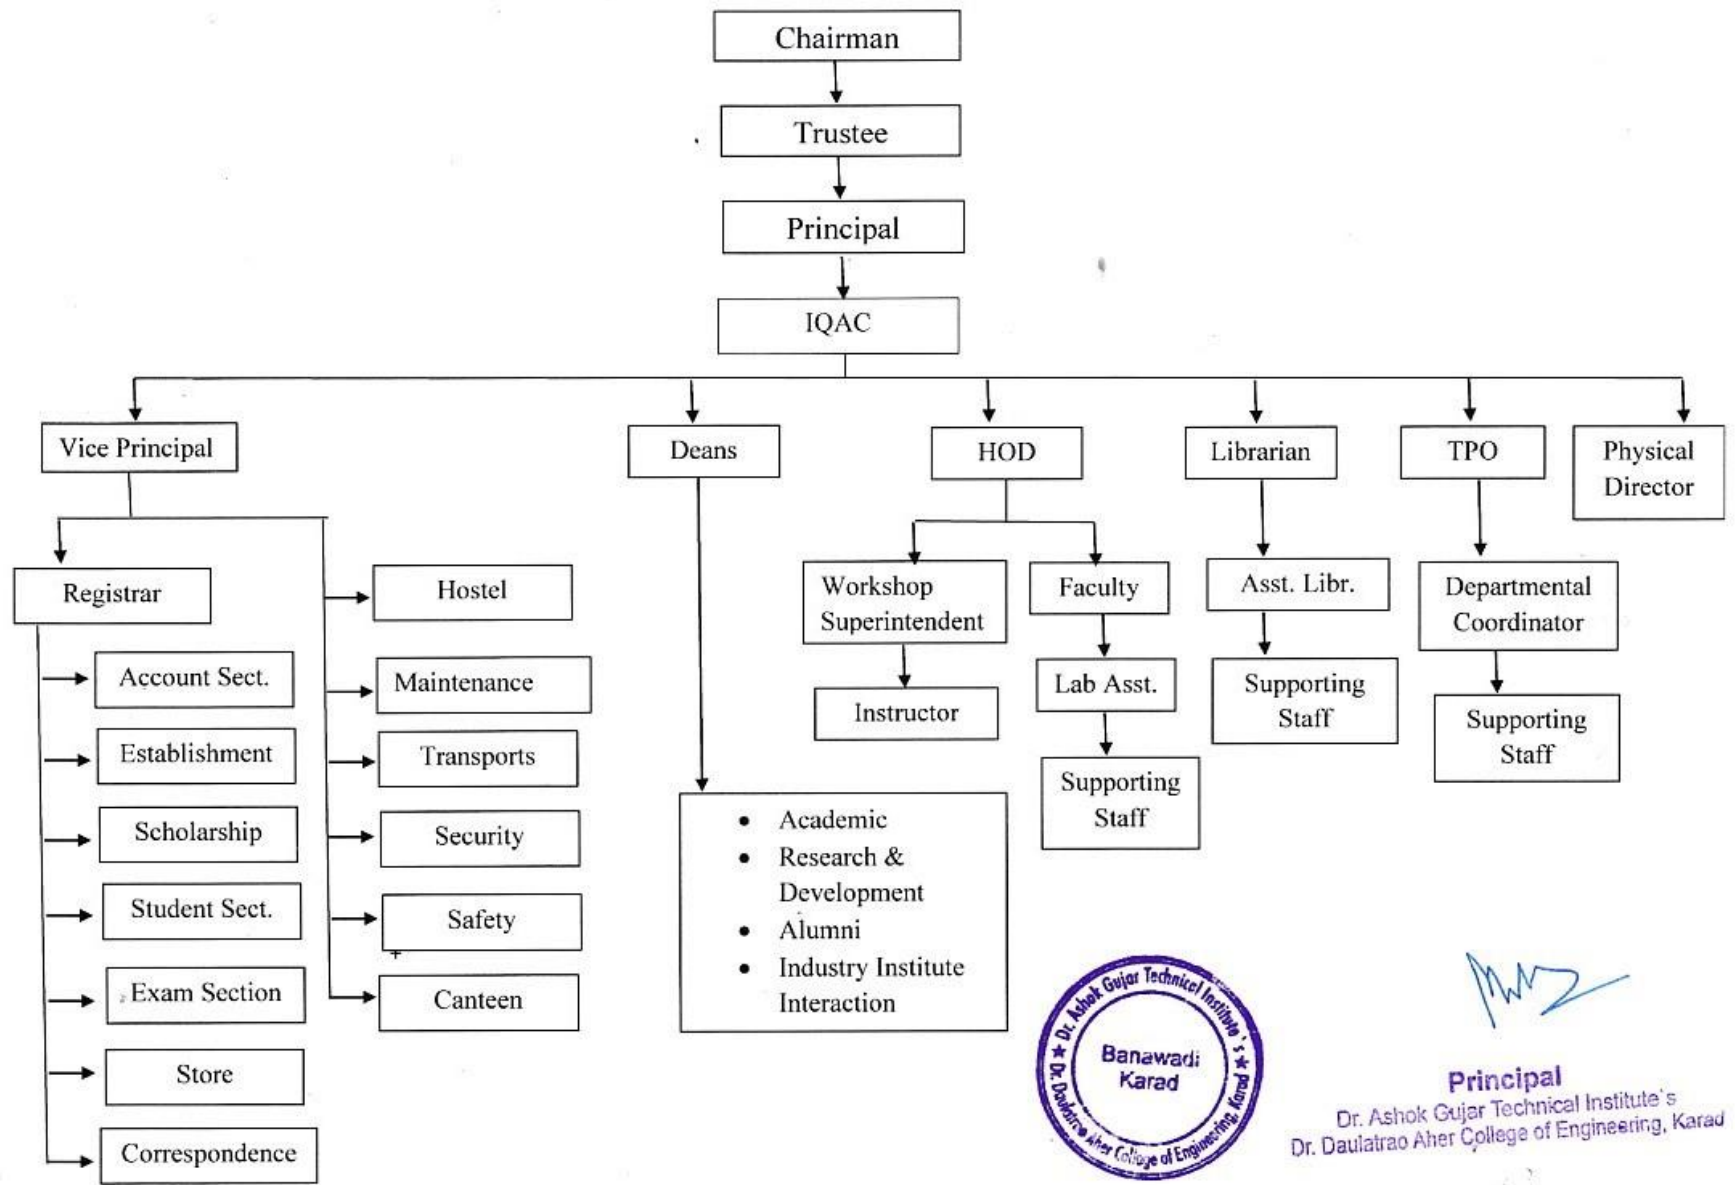 Chairman
Trustee
Principal
IQAC
Vice Principal
Deans
HOD
Librarian
TPO
Physical
Director
Registrar
Account Sect.
Establishment
Scholarship
Student Sect.
Exam Section
Store
Correspondence
Hostel
Maintenance
Transports
Security
Safety
Canteen
• Academic
• Research &
Development
• Alumni
• Industry Institute
Interaction
Workshop
Superintendent
Instructor
Faculty
Lab Asst.
Supporting
Staff
Asst. Libr.
Supporting
Staff
Departmental
Coordinator
Supporting
Staff
★ Dr. Ashok Gujar Technical Institute`s ★
Dr. Daulatrao Aher College of Engineering, Karad
Banawadi
Karad
Principal
Dr. Ashok Gujar Technical Institute`s
Dr. Daulatrao Aher College of Engineering, Karad